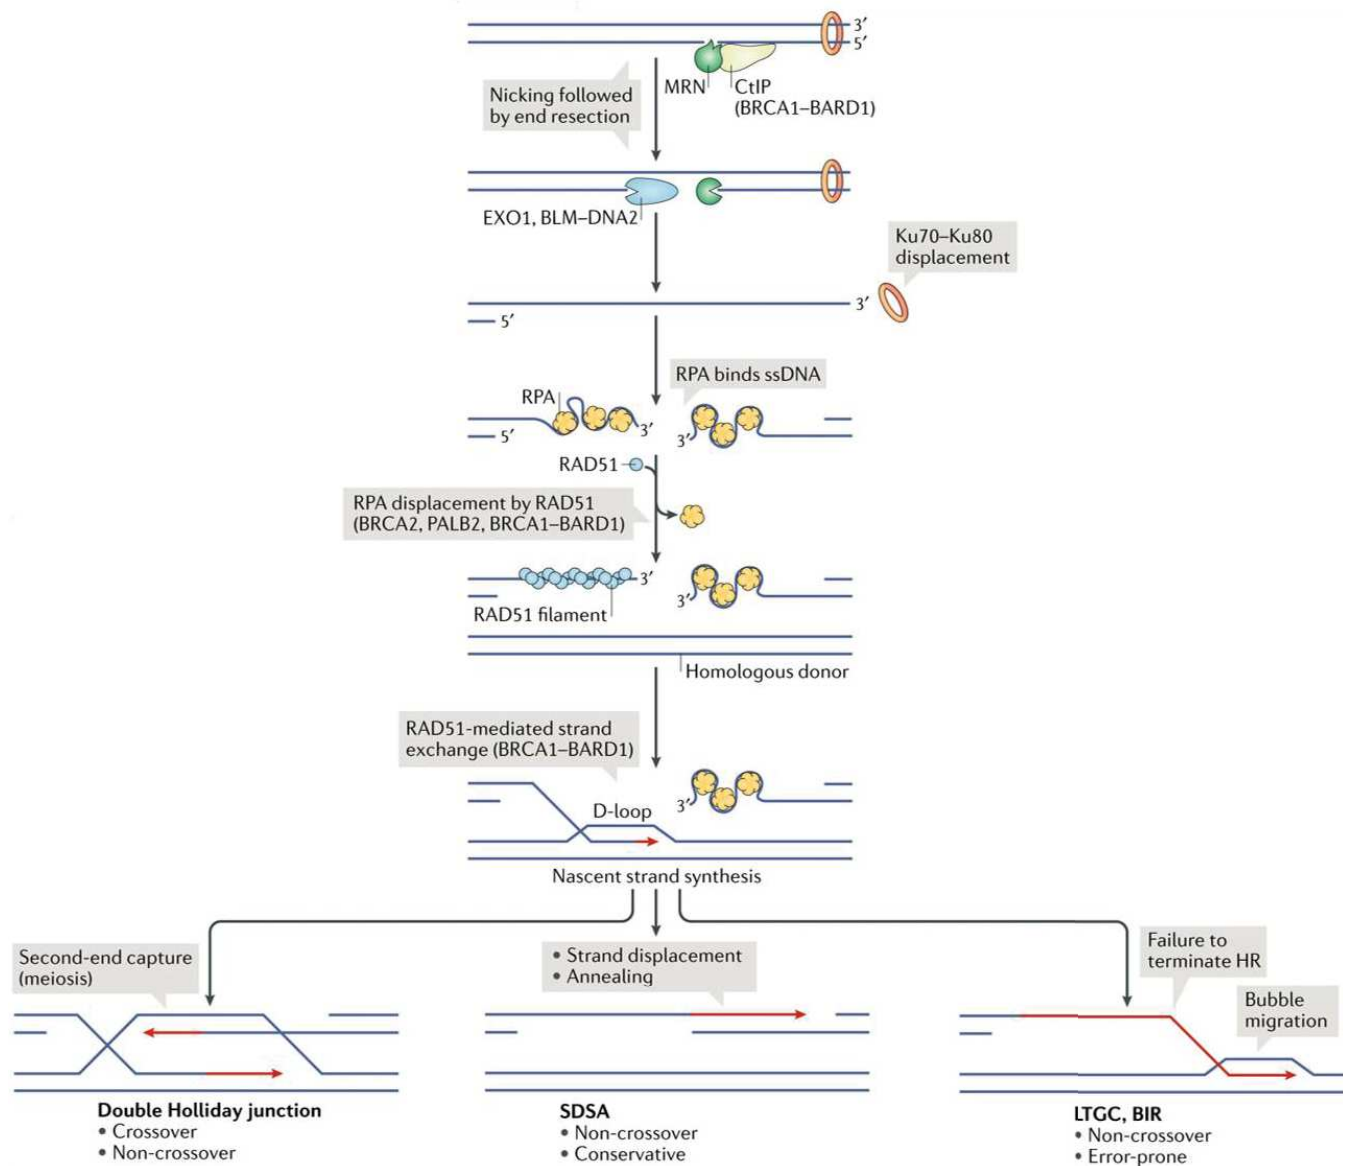 3′
5′
MRN
CtIP
(BRCA1–BARD1)
Nicking followed
by end resection
EXO1, BLM–DNA2
Ku70–Ku80
displacement
3′
5′
RPA binds ssDNA
RPA
3′
5′
3′
RAD51
RPA displacement by RAD51
(BRCA2, PALB2, BRCA1–BARD1)
3′
3′
RAD51 filament
Homologous donor
RAD51-mediated strand
exchange (BRCA1–BARD1)
3′
D-loop
Nascent strand synthesis
Second-end capture
(meiosis)
• Strand displacement
• Annealing
Failure to
terminate HR
Bubble
migration
Double Holliday junction
• Crossover
• Non-crossover
SDSA
• Non-crossover
• Conservative
LTGC, BIR
• Non-crossover
• Error-prone